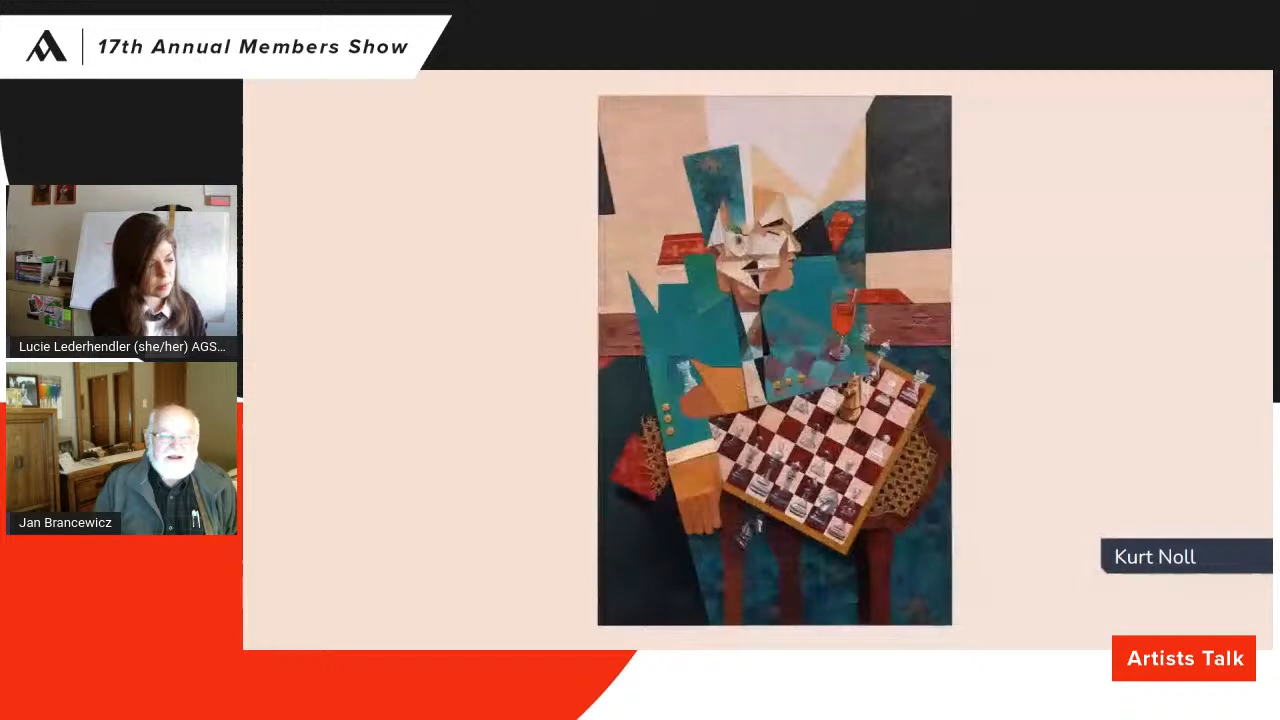 17th Annual Members Show
Lucie Lederhendler (she/her) AGS...
Jan Brancewicz
Kurt Noll
Artists Talk